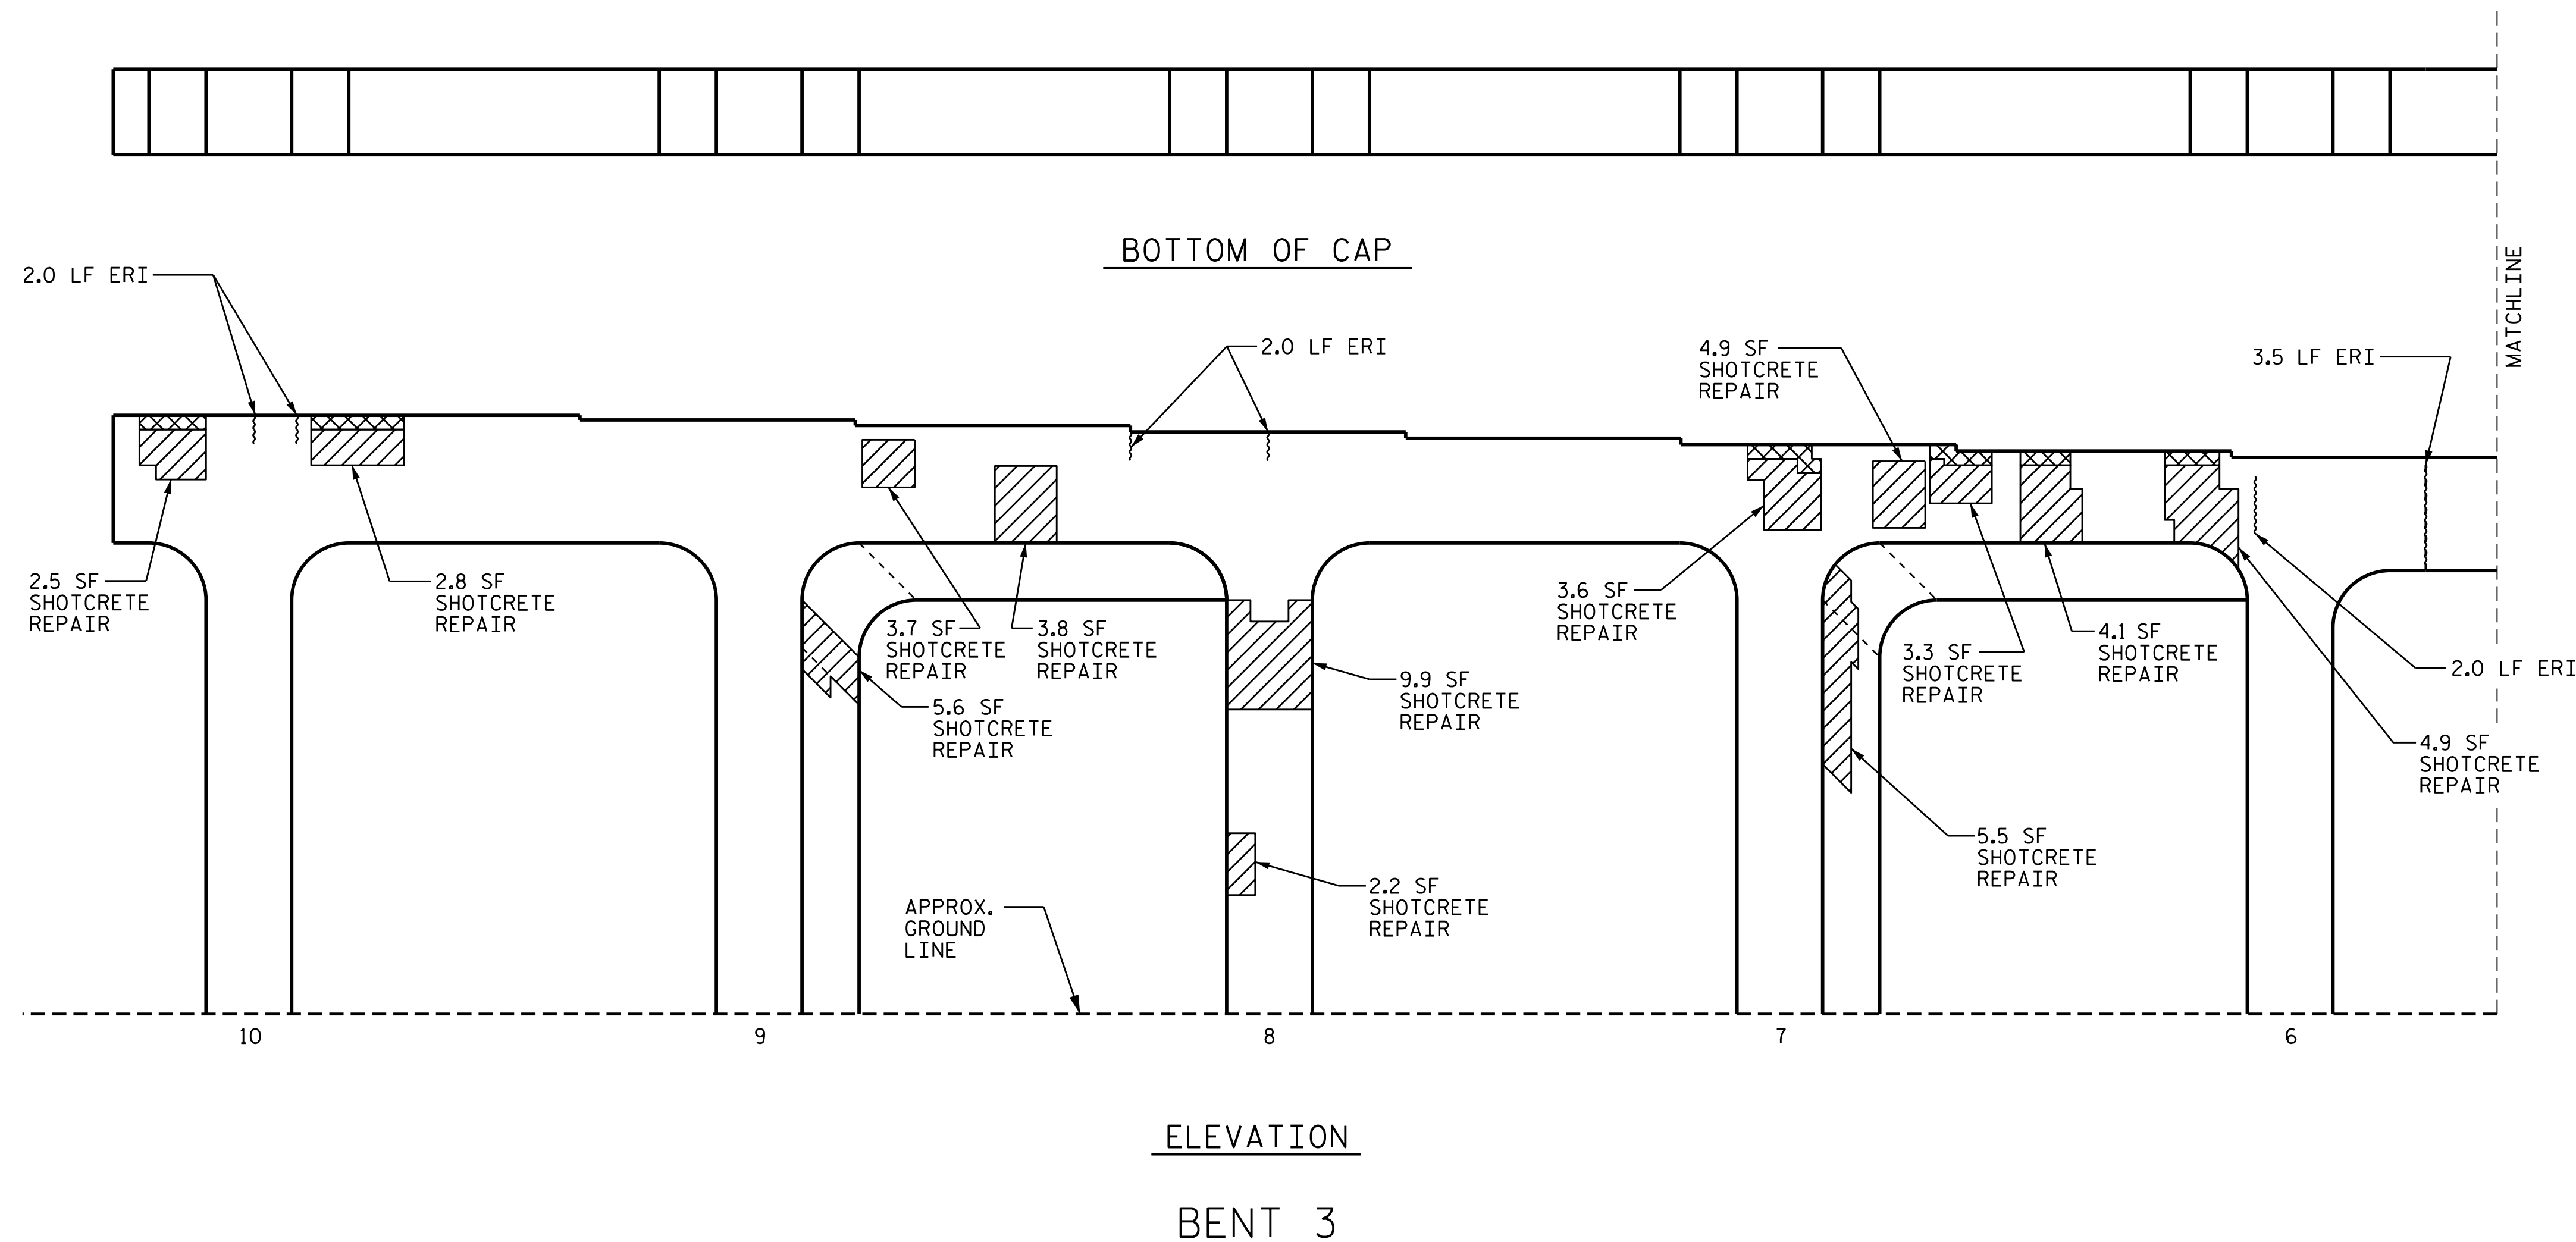 BOTTOM OF CAP
MATCHLINE
2.0 LF ERI
2.0 LF ERI
4.9 SF
SHOTCRETE
REPAIR
3.5 LF ERI
2.5 SF
SHOTCRETE
REPAIR
2.8 SF
SHOTCRETE
REPAIR
3.7 SF
SHOTCRETE
REPAIR
3.8 SF
SHOTCRETE
REPAIR
5.6 SF
SHOTCRETE
REPAIR
9.9 SF
SHOTCRETE
REPAIR
3.6 SF
SHOTCRETE
REPAIR
3.3 SF
SHOTCRETE
REPAIR
4.1 SF
SHOTCRETE
REPAIR
2.0 LF ERI
4.9 SF
SHOTCRETE
REPAIR
5.5 SF
SHOTCRETE
REPAIR
2.2 SF
SHOTCRETE
REPAIR
APPROX.
GROUND
LINE
10
9
8
7
6
ELEVATION
BENT 3